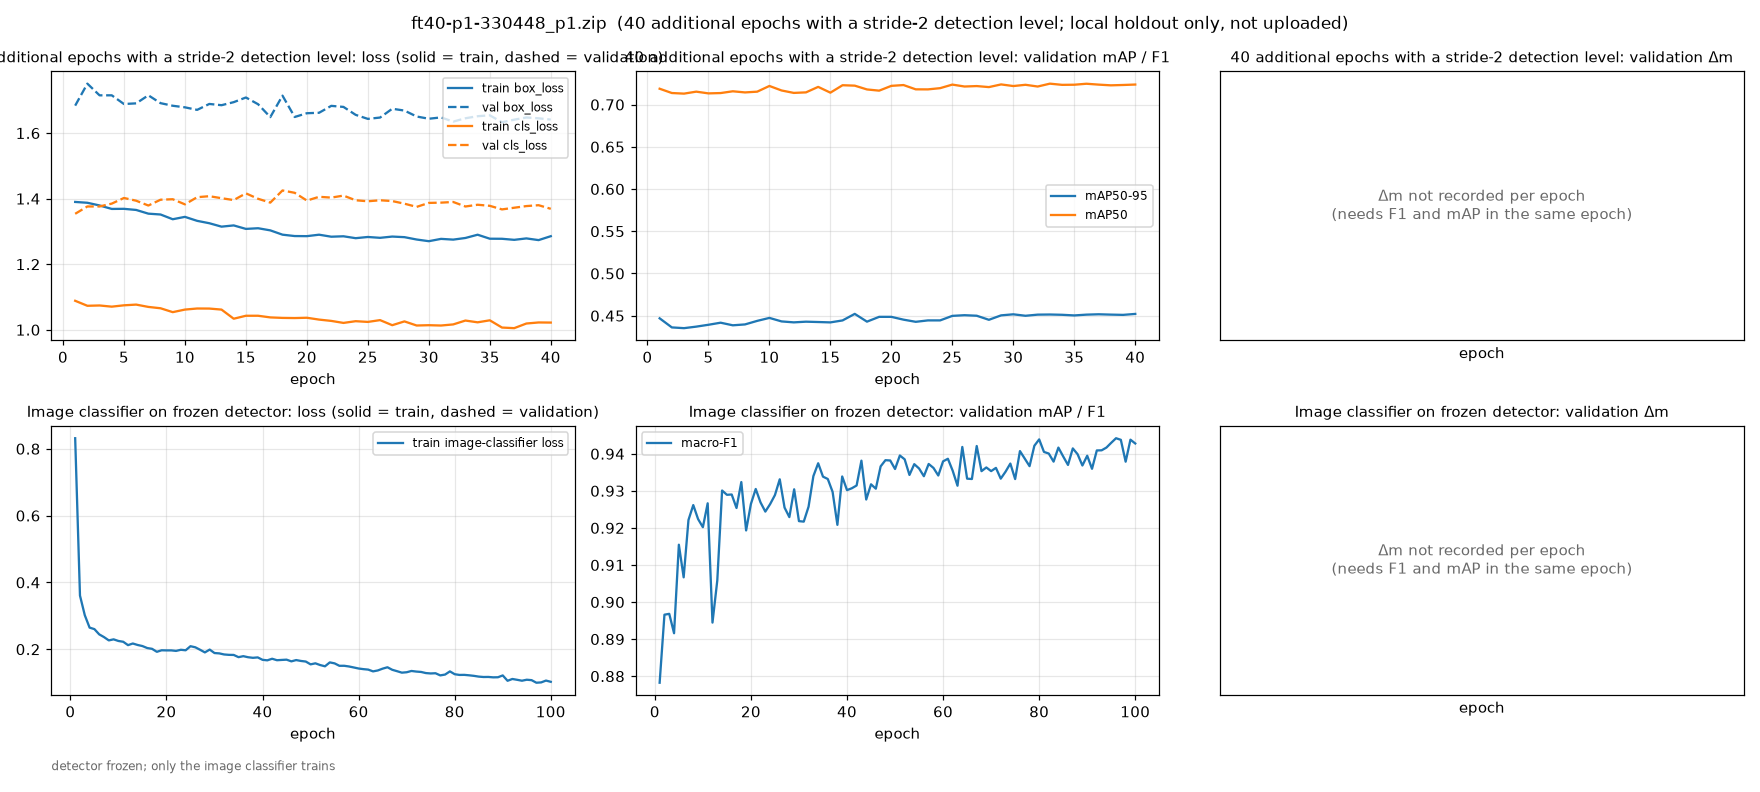 ft40-p1-330448_p1.zip  (40 additional epochs with a stride-2 detection level; local holdout only, not uploaded)
additional epochs with a stride-2 detection level: loss (solid = train, dashed = validation)
40 additional epochs with a stride-2 detection level: validation mAP / F1
40 additional epochs with a stride-2 detection level: validation Δm
train box_loss
val box_loss
train cls_loss
val cls_loss
1.6
1.4
1.2
1.0
0 5 10 15 20 25 30 35 40
epoch
mAP50-95
mAP50
0.70
0.65
0.60
0.55
0.50
0.45
0 5 10 15 20 25 30 35 40
epoch
Δm not recorded per epoch
(needs F1 and mAP in the same epoch)
epoch
Image classifier on frozen detector: loss (solid = train, dashed = validation)
train image-classifier loss
0.8
0.6
0.4
0.2
0 20 40 60 80 100
epoch
Image classifier on frozen detector: validation mAP / F1
macro-F1
0.94
0.93
0.92
0.91
0.90
0.89
0.88
0 20 40 60 80 100
epoch
Image classifier on frozen detector: validation Δm
Δm not recorded per epoch
(needs F1 and mAP in the same epoch)
epoch
detector frozen; only the image classifier trains